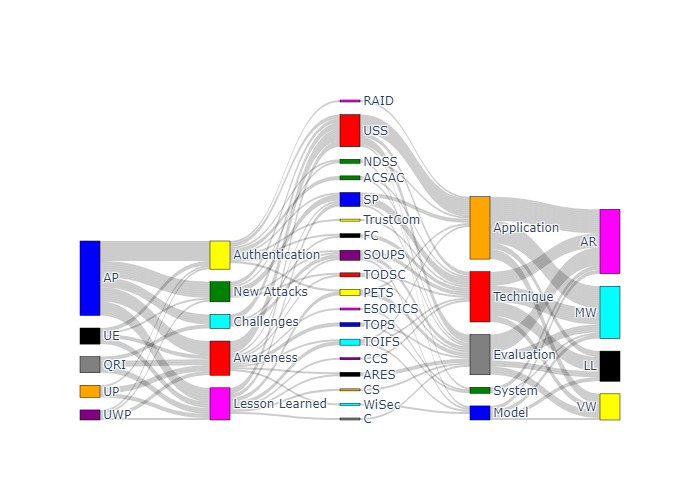 AP
UE
QRI
UP
UWP
Authentication
New Attacks
Challenges
Awareness
Lesson Learned
RAID
USS
NDSS
ACSAC
SP
TrustCom
FC
SOUPS
TODSC
PETS
ESORICS
TOPS
TOIFS
CCS
ARES
CS
WiSec
C
Application
Technique
Evaluation
System
Model
AR
MW
LL
VW